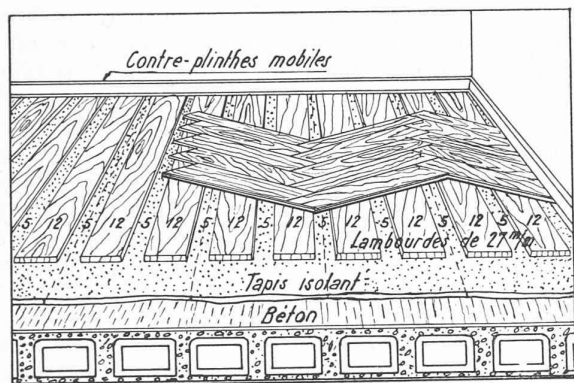 Contre-plinthes mobiles
5 12 5 12 5 12 5 12 5 12 5 12 5 12 5 12 5 12
Lambourdes de 27 m/m
Tapis isolant
Béton